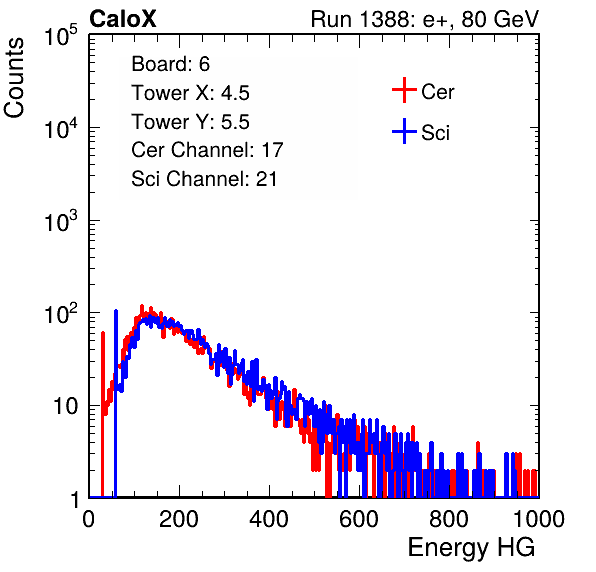 CaloX Run 1388: e+, 80 GeV
Board: 6
Tower X: 4.5
Tower Y: 5.5
Cer Channel: 17
Sci Channel: 21
Cer
Sci
Counts
10^5
10^4
10^3
10^2
10
1
0 200 400 600 800 1000
Energy HG